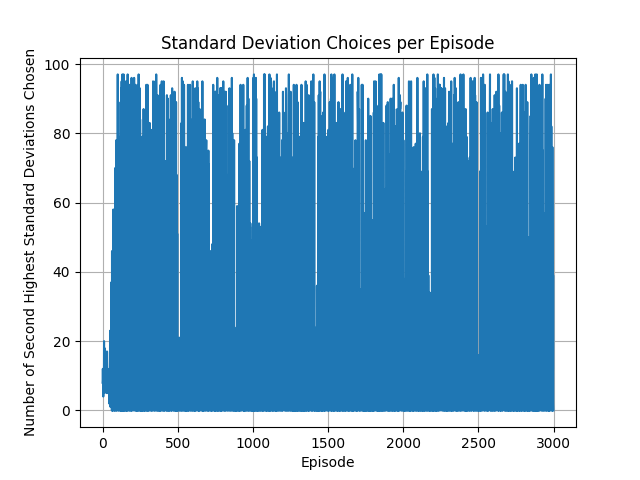 Standard Deviation Choices per Episode
Number of Second Highest Standard Deviations Chosen
100
80
60
40
20
0
0 500 1000 1500 2000 2500 3000
Episode